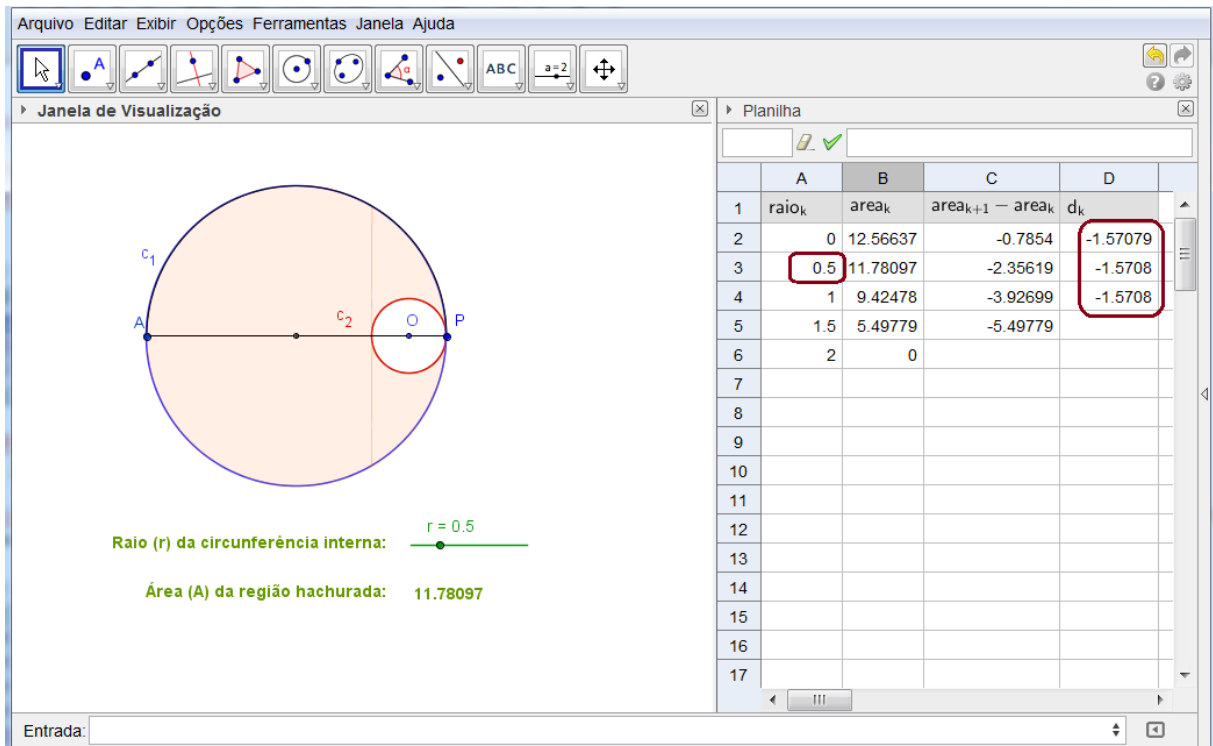 Arquivo Editar Exibir Opções Ferramentas Janela Ajuda
A
α
ABC
a=2
Janela de Visualização
Planilha
A B C D
1 raioₖ areaₖ areaₖ₊₁ − areaₖ dₖ
2 0 12.56637 -0.7854 -1.57079
3 0.5 11.78097 -2.35619 -1.5708
4 1 9.42478 -3.92699 -1.5708
5 1.5 5.49779 -5.49779
6 2 0
7
8
9
10
11
12
13
14
15
16
17
c₁
A c₂ O P
r = 0.5
Raio (r) da circunferência interna:
Área (A) da região hachurada: 11.78097
Entrada: